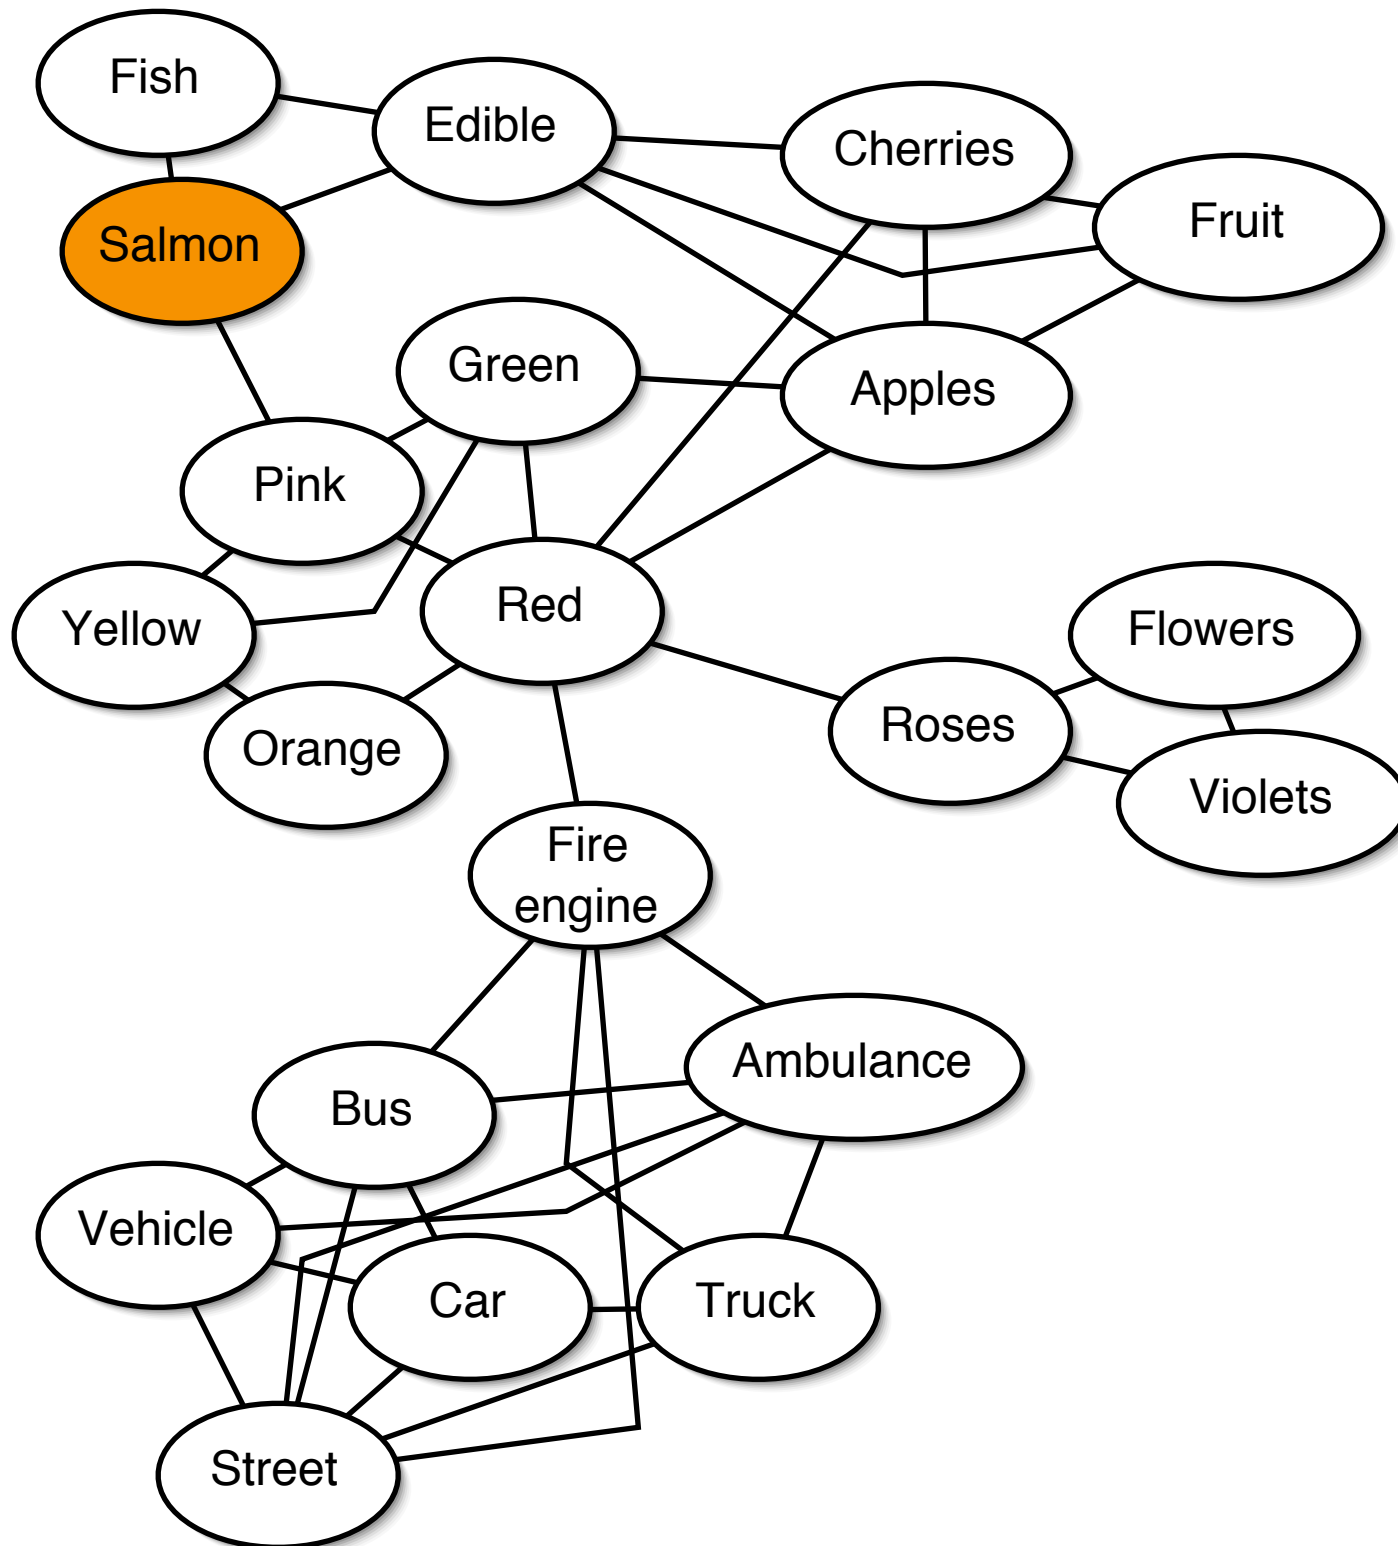 Fish
Edible
Cherries
Fruit
Salmon
Green
Apples
Pink
Red
Yellow
Flowers
Roses
Orange
Violets
Fire
engine
Ambulance
Bus
Vehicle
Car
Truck
Street